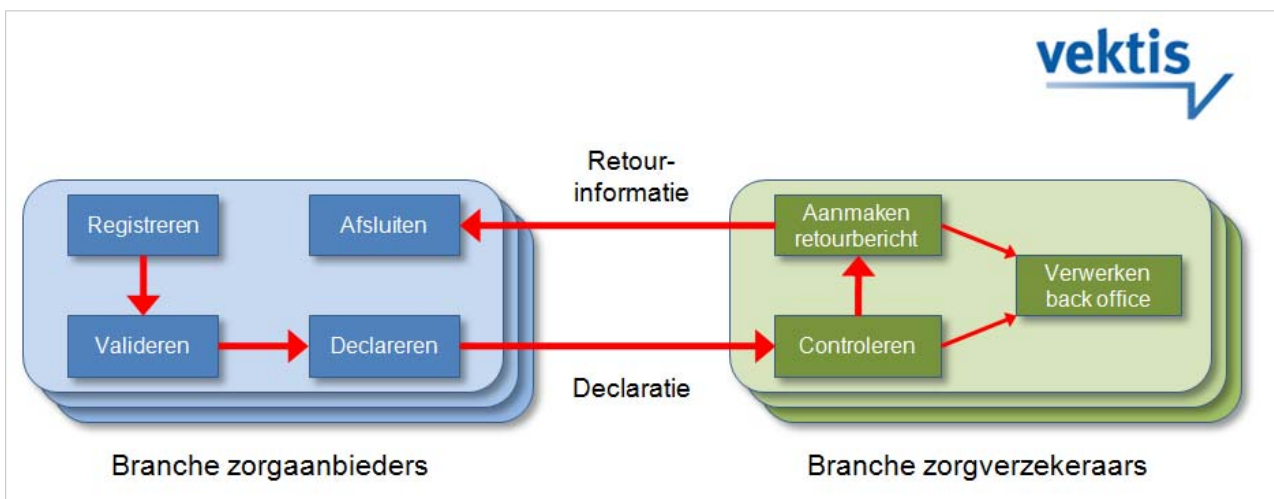 vektis
Retour-
informatie
Registreren
Afsluiten
Aanmaken
retourbericht
Verwerken
back office
Valideren
Declareren
Controleren
Declaratie
Branche zorgaanbieders
Branche zorgverzekeraars